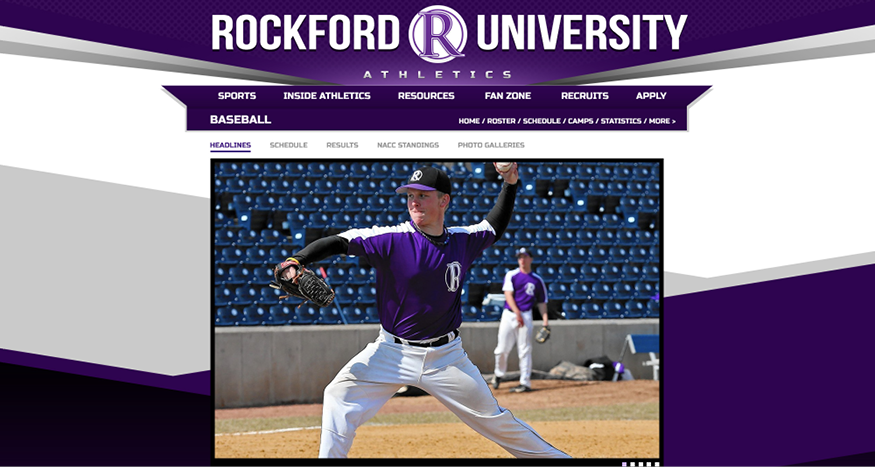 ROCKFORD R UNIVERSITY
ATHLETICS
SPORTS INSIDE ATHLETICS RESOURCES FAN ZONE RECRUITS APPLY
BASEBALL HOME / ROSTER / SCHEDULE / CAMPS / STATISTICS / MORE >
HEADLINES SCHEDULE RESULTS NACC STANDINGS PHOTO GALLERIES
R
R
R